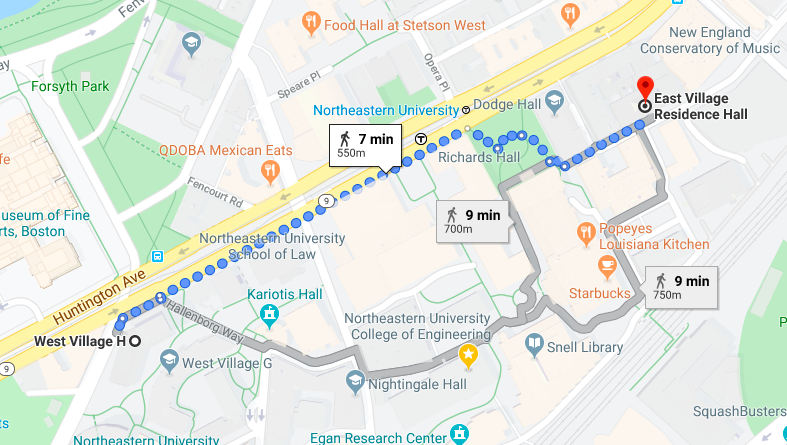 Fenway
New England
Conservatory of Music
Food Hall at Stetson West
Opera Pl
Speare Pl
Forsyth Park
Northeastern University
Dodge Hall
East Village
Residence Hall
7 min
550m
QDOBA Mexican Eats
Richards Hall
Fencourt Rd
9
9 min
700m
useum of Fine
rts, Boston
Northeastern University
School of Law
Popeyes
Louisiana Kitchen
Huntington Ave
Starbucks
9 min
750m
Kariotis Hall
Hallenborg Way
West Village H
Northeastern University
College of Engineering
Snell Library
West Village G
9
Nightingale Hall
SquashBusters
Northeastern University
Egan Research Center